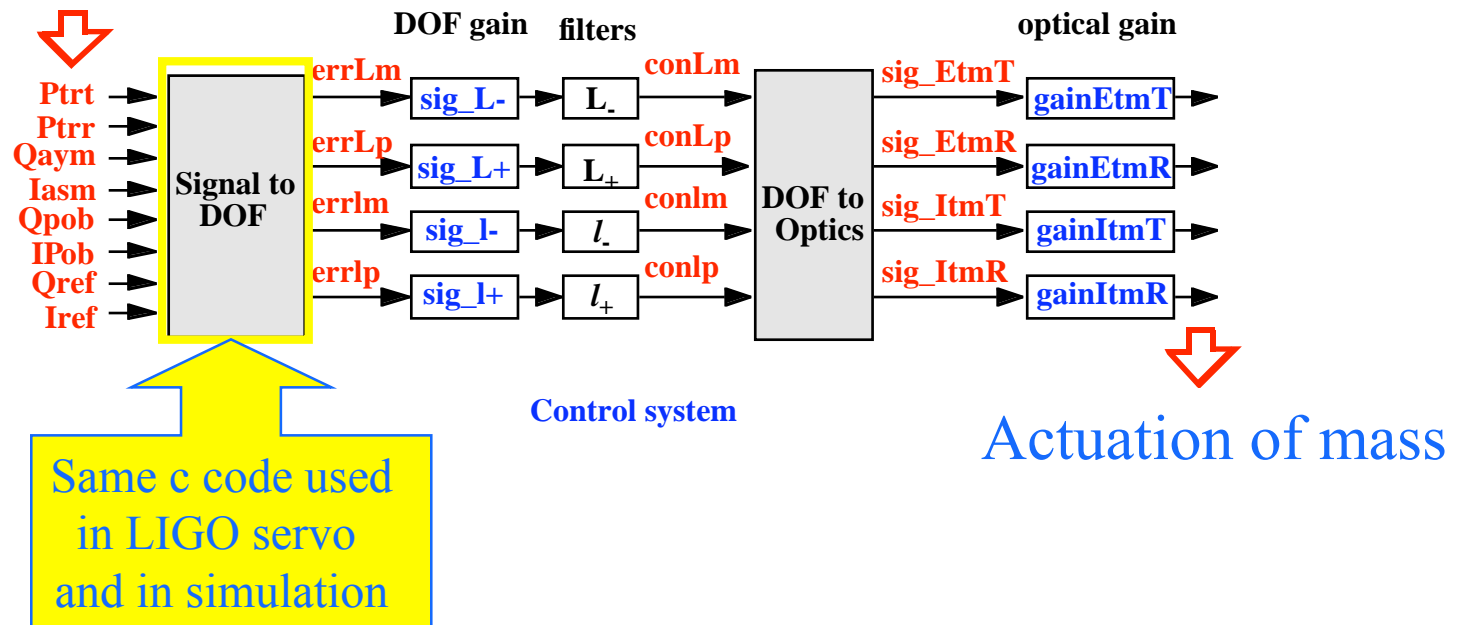 DOF gain filters optical gain
Ptrt
Ptrr
Qaym
Iasm
Qpob
IPob
Qref
Iref
Signal to
DOF
errLm
errLp
errlm
errlp
sig_L-
sig_L+
sig_l-
sig_l+
L-
L+
l-
l+
conLm
conLp
conlm
conlp
DOF to
Optics
sig_EtmT
sig_EtmR
sig_ItmT
sig_ItmR
gainEtmT
gainEtmR
gainItmT
gainItmR
Control system
Actuation of mass
Same c code used
in LIGO servo
and in simulation